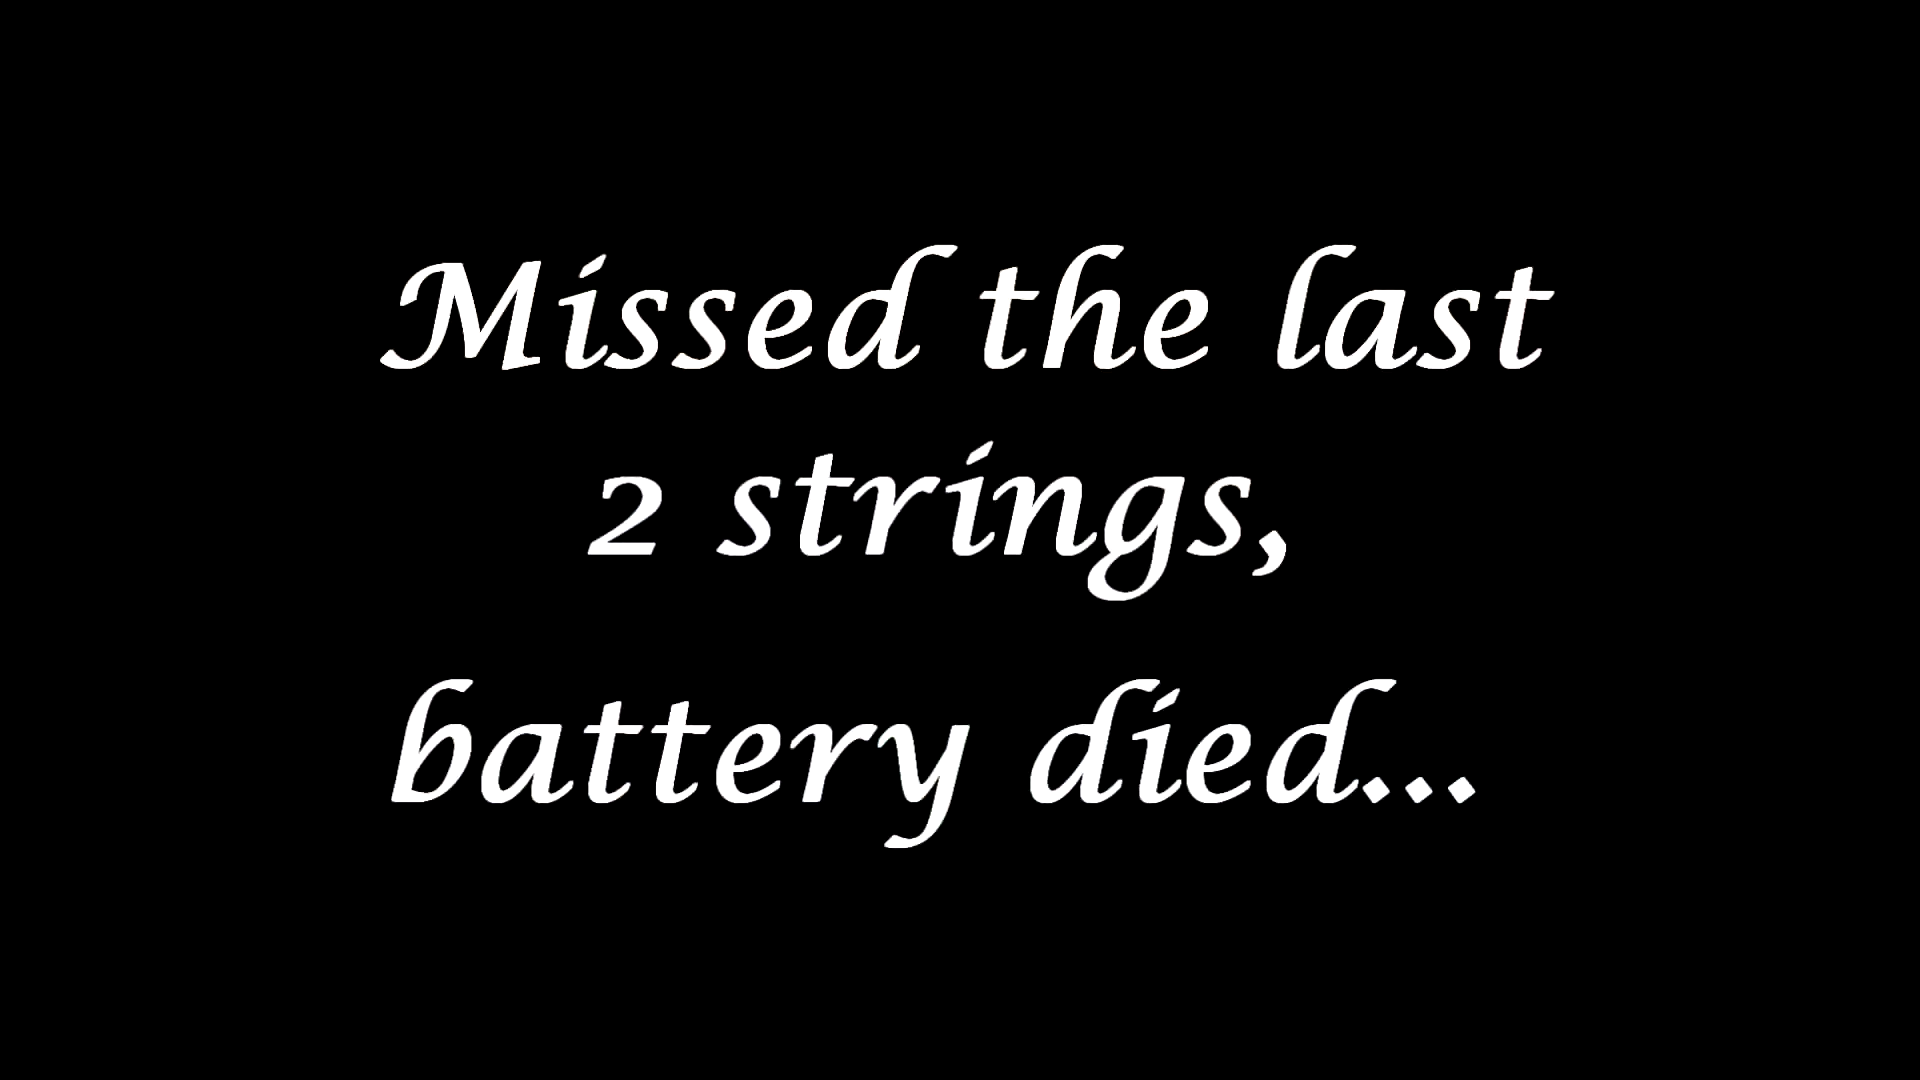 Missed the last
2 strings,
battery died...